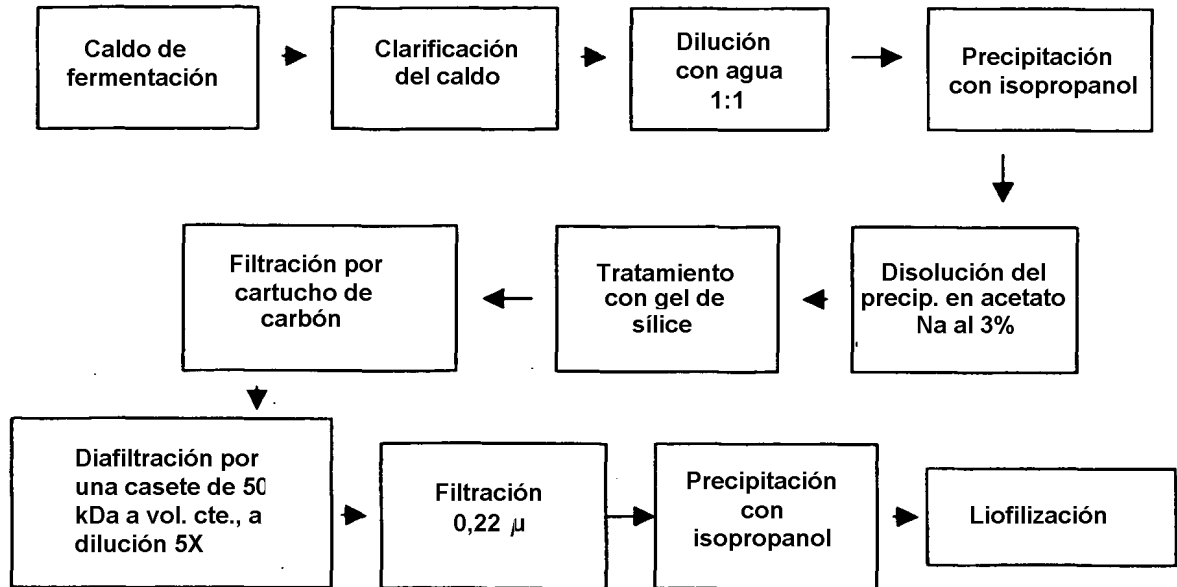 Caldo de
fermentación
Clarificación
del caldo
Dilución
con agua
1:1
Precipitación
con isopropanol
Disolución del
precip. en acetato
Na al 3%
Tratamiento
con gel de
sílice
Filtración por
cartucho de
carbón
Diafiltración por
una casete de 50
kDa a vol. cte., a
dilución 5X
Filtración
0,22 μ
Precipitación
con
isopropanol
Liofilización